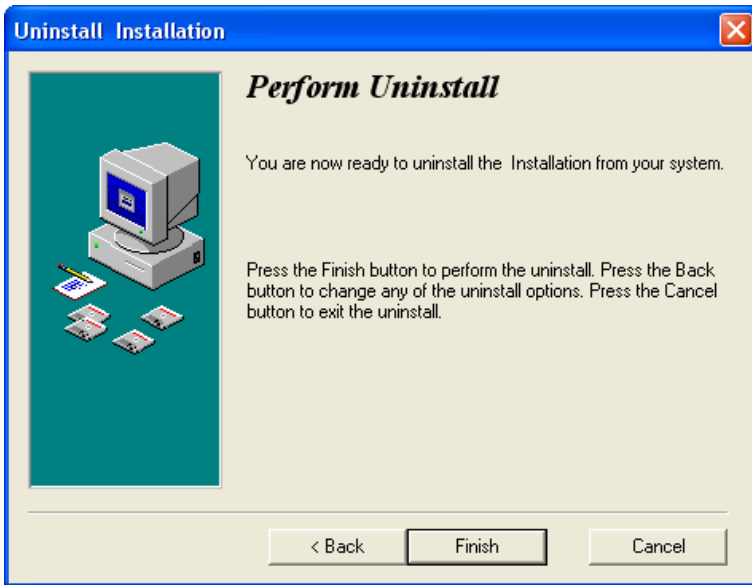 Uninstall  Installation
Perform Uninstall
You are now ready to uninstall the  Installation from your system.
Press the Finish button to perform the uninstall. Press the Back
button to change any of the uninstall options. Press the Cancel
button to exit the uninstall.
< Back
Finish
Cancel